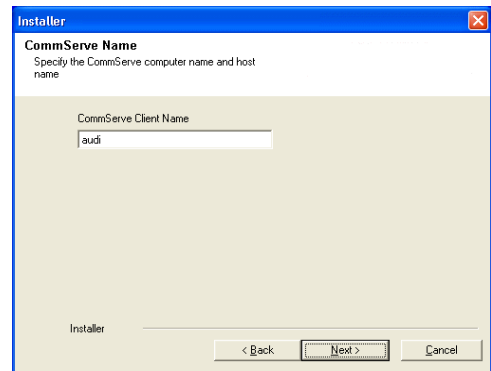 Installer
CommServe Name
Specify the CommServe computer name and host
name
CommServe Client Name
audi
Installer
< Back
Next >
Cancel